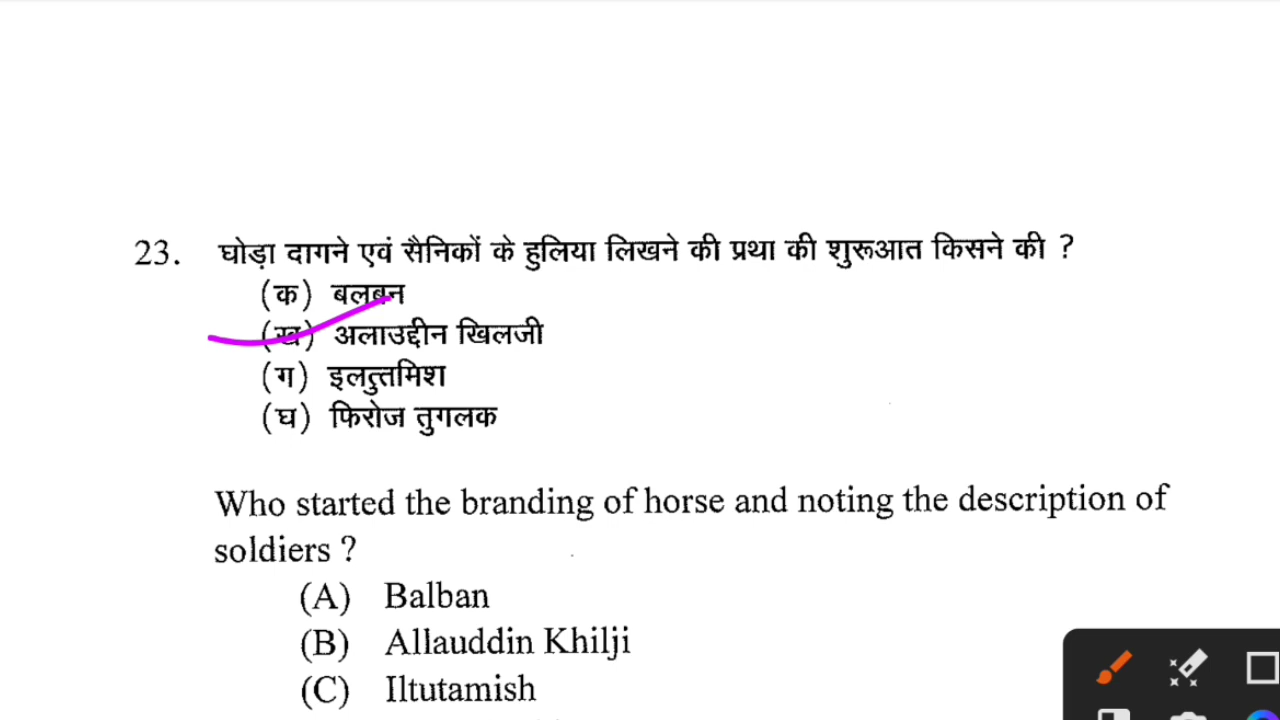 23. घोड़ा दागने एवं सैनिकों के हुलिया लिखने की प्रथा की शुरूआत किसने की ?
(क) बलबन
(ख) अलाउद्दीन खिलजी
(ग) इलत्तुतमिश
(घ) फिरोज तुगलक
Who started the branding of horse and noting the description of
soldiers ?
(A) Balban
(B) Allauddin Khilji
(C) Iltutamish